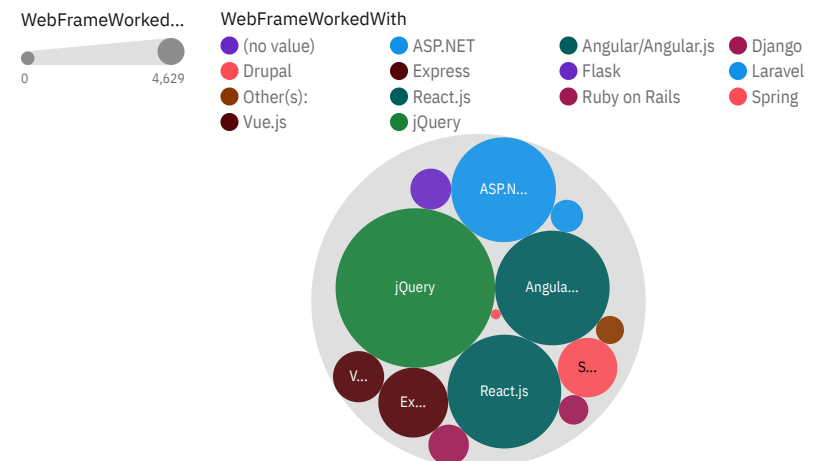 WebFrameWorked...
0
4,629
WebFrameWorkedWith
(no value) ASP.NET Angular/Angular.js Django
Drupal Express Flask Laravel
Other(s): React.js Ruby on Rails Spring
Vue.js jQuery
ASP.N...
jQuery
Angula...
V...
Ex...
React.js
S...